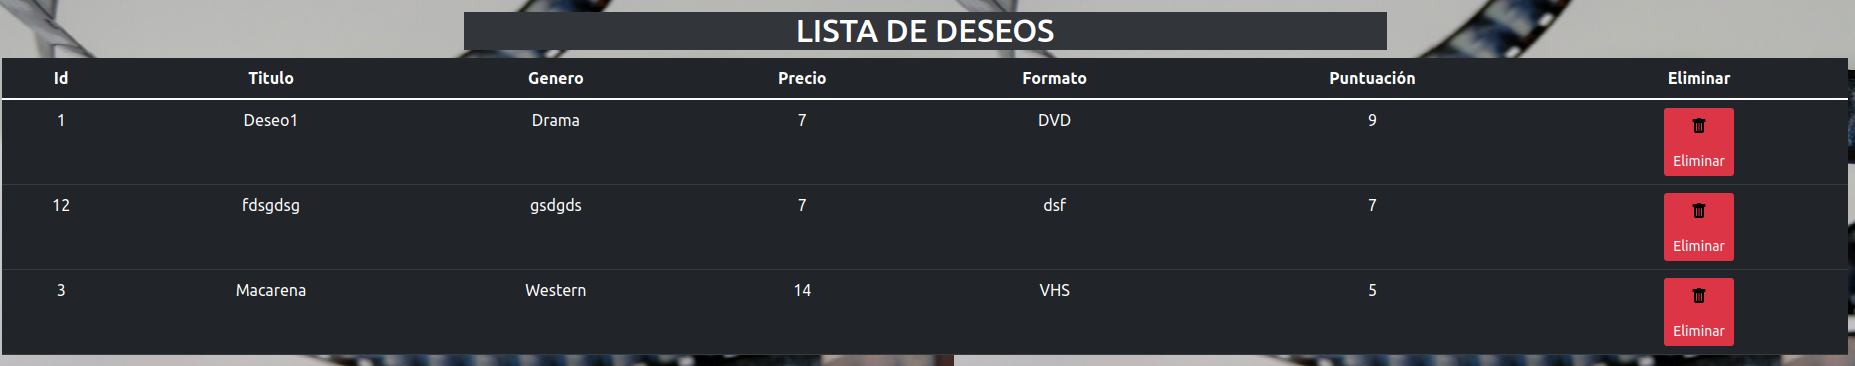 LISTA DE DESEOS
Id Titulo Genero Precio Formato Puntuación Eliminar
1 Deseo1 Drama 7 DVD 9
Eliminar
12 fdsgdsg gsdgds 7 dsf 7
Eliminar
3 Macarena Western 14 VHS 5
Eliminar